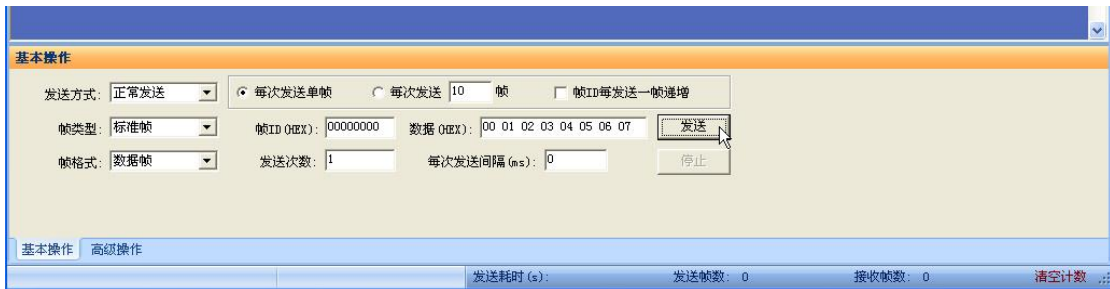 基本操作
发送方式: 正常发送 每次发送单帧 每次发送 10 帧 帧ID每发送一帧递增
帧类型: 标准帧 帧ID(HEX): 00000000 数据(HEX): 00 01 02 03 04 05 06 07 发送
帧格式: 数据帧 发送次数: 1 每次发送间隔(ms): 0 停止
基本操作 高级操作
发送耗时(s): 发送帧数: 0 接收帧数: 0 清空计数